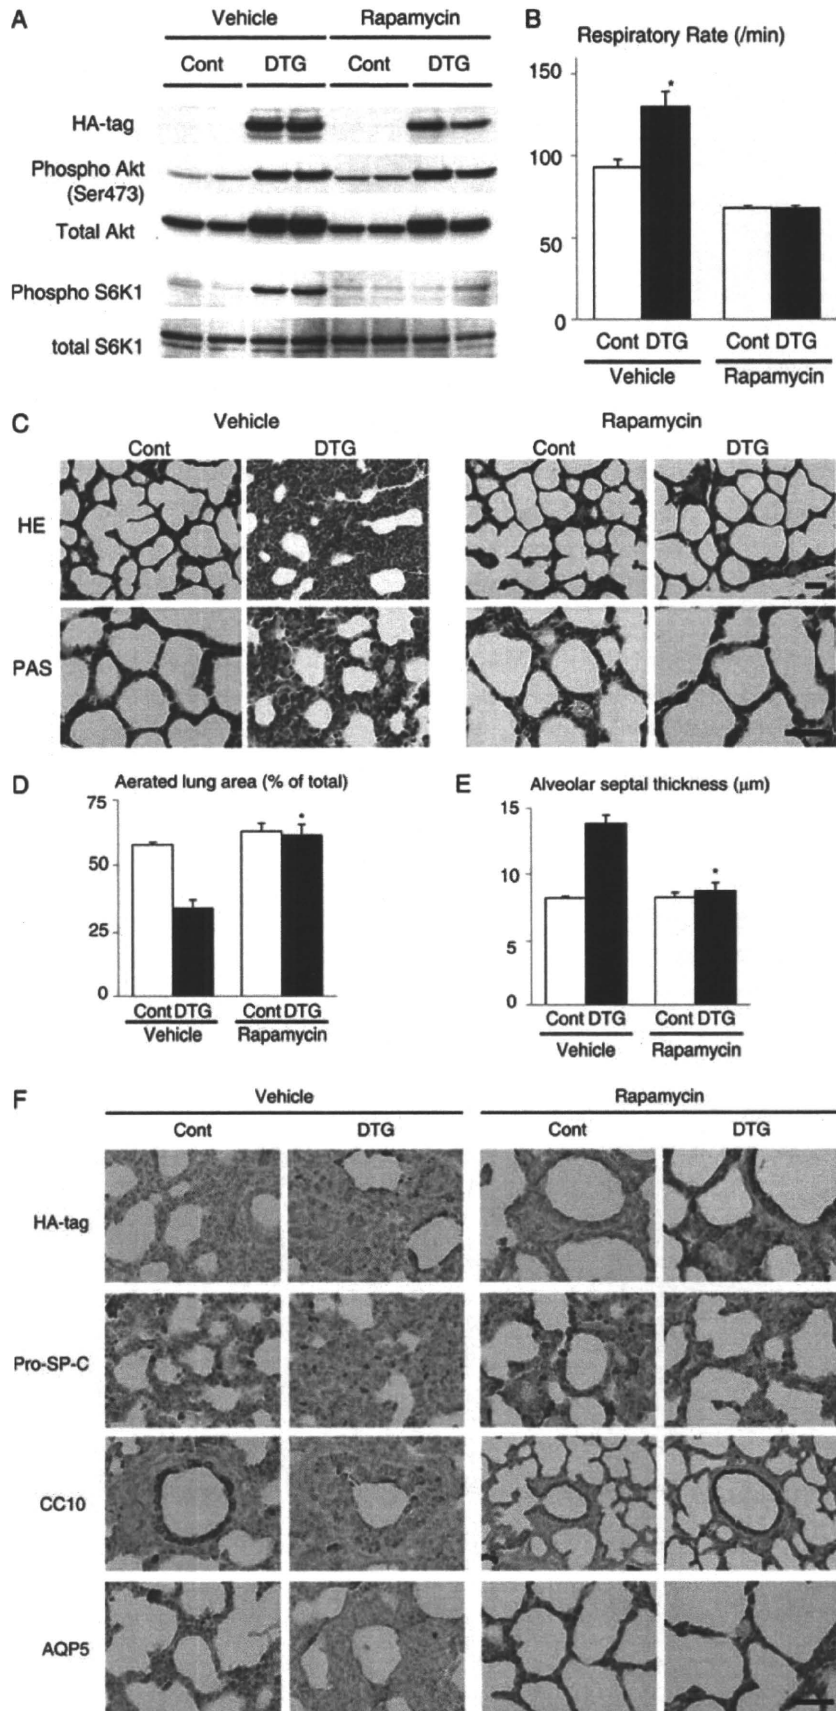 A
Vehicle Rapamycin
Cont DTG Cont DTG
HA-tag
Phospho Akt
(Ser473)
Total Akt
Phospho S6K1
total S6K1
B
Respiratory Rate (/min)
150
*
100
50
0
Cont DTG Cont DTG
Vehicle Rapamycin
C
Vehicle Rapamycin
Cont DTG Cont DTG
HE
PAS
D
Aerated lung area (% of total)
75
*
50
25
0
Cont DTG Cont DTG
Vehicle Rapamycin
E
Alveolar septal thickness (μm)
15
10
*
5
0
Cont DTG Cont DTG
Vehicle Rapamycin
F
Vehicle Rapamycin
Cont DTG Cont DTG
HA-tag
Pro-SP-C
CC10
AQP5